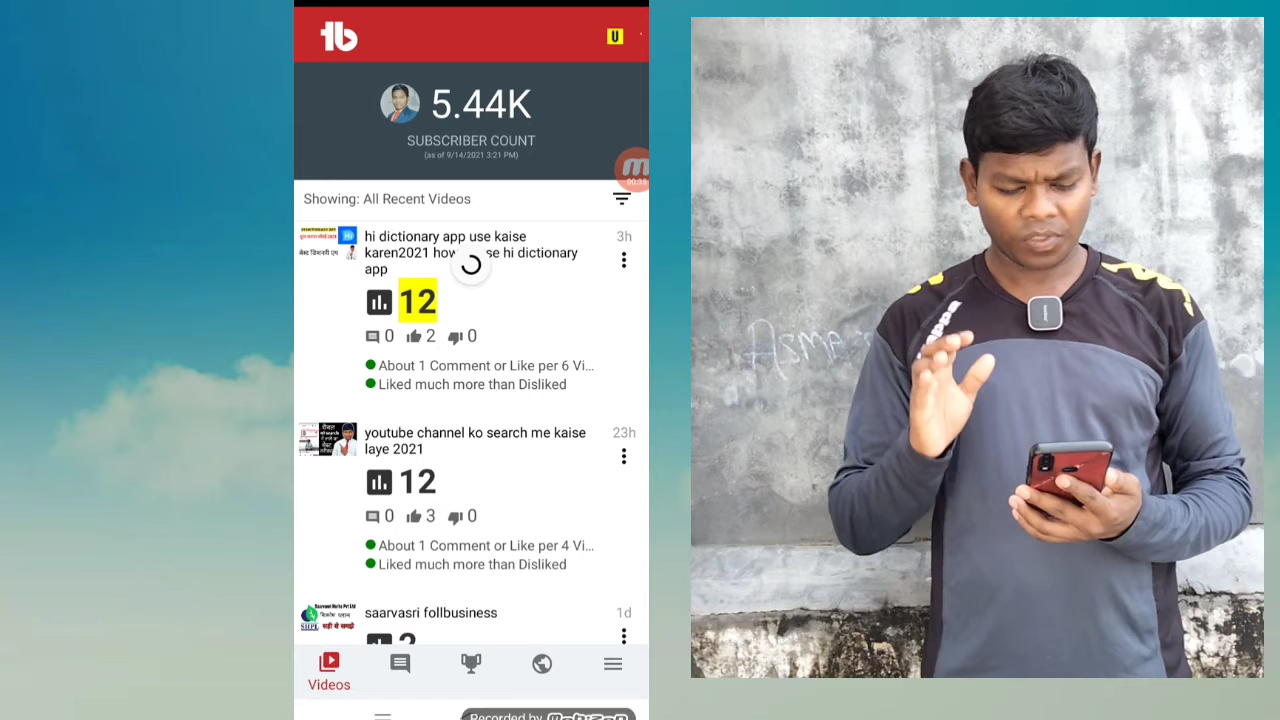 tb
U
5.44K
SUBSCRIBER COUNT
(as of 9/14/2021 3:21 PM)
00:38
Showing: All Recent Videos
hi dictionary app use kaise
3h
karen2021 how se hi dictionary
app
12
0 2 0
About 1 Comment or Like per 6 Vi...
Liked much more than Disliked
youtube channel ko search me kaise
23h
laye 2021
12
0 3 0
About 1 Comment or Like per 4 Vi...
Liked much more than Disliked
saarvasri follbusiness
1d
SHPL
Videos
Recorded by